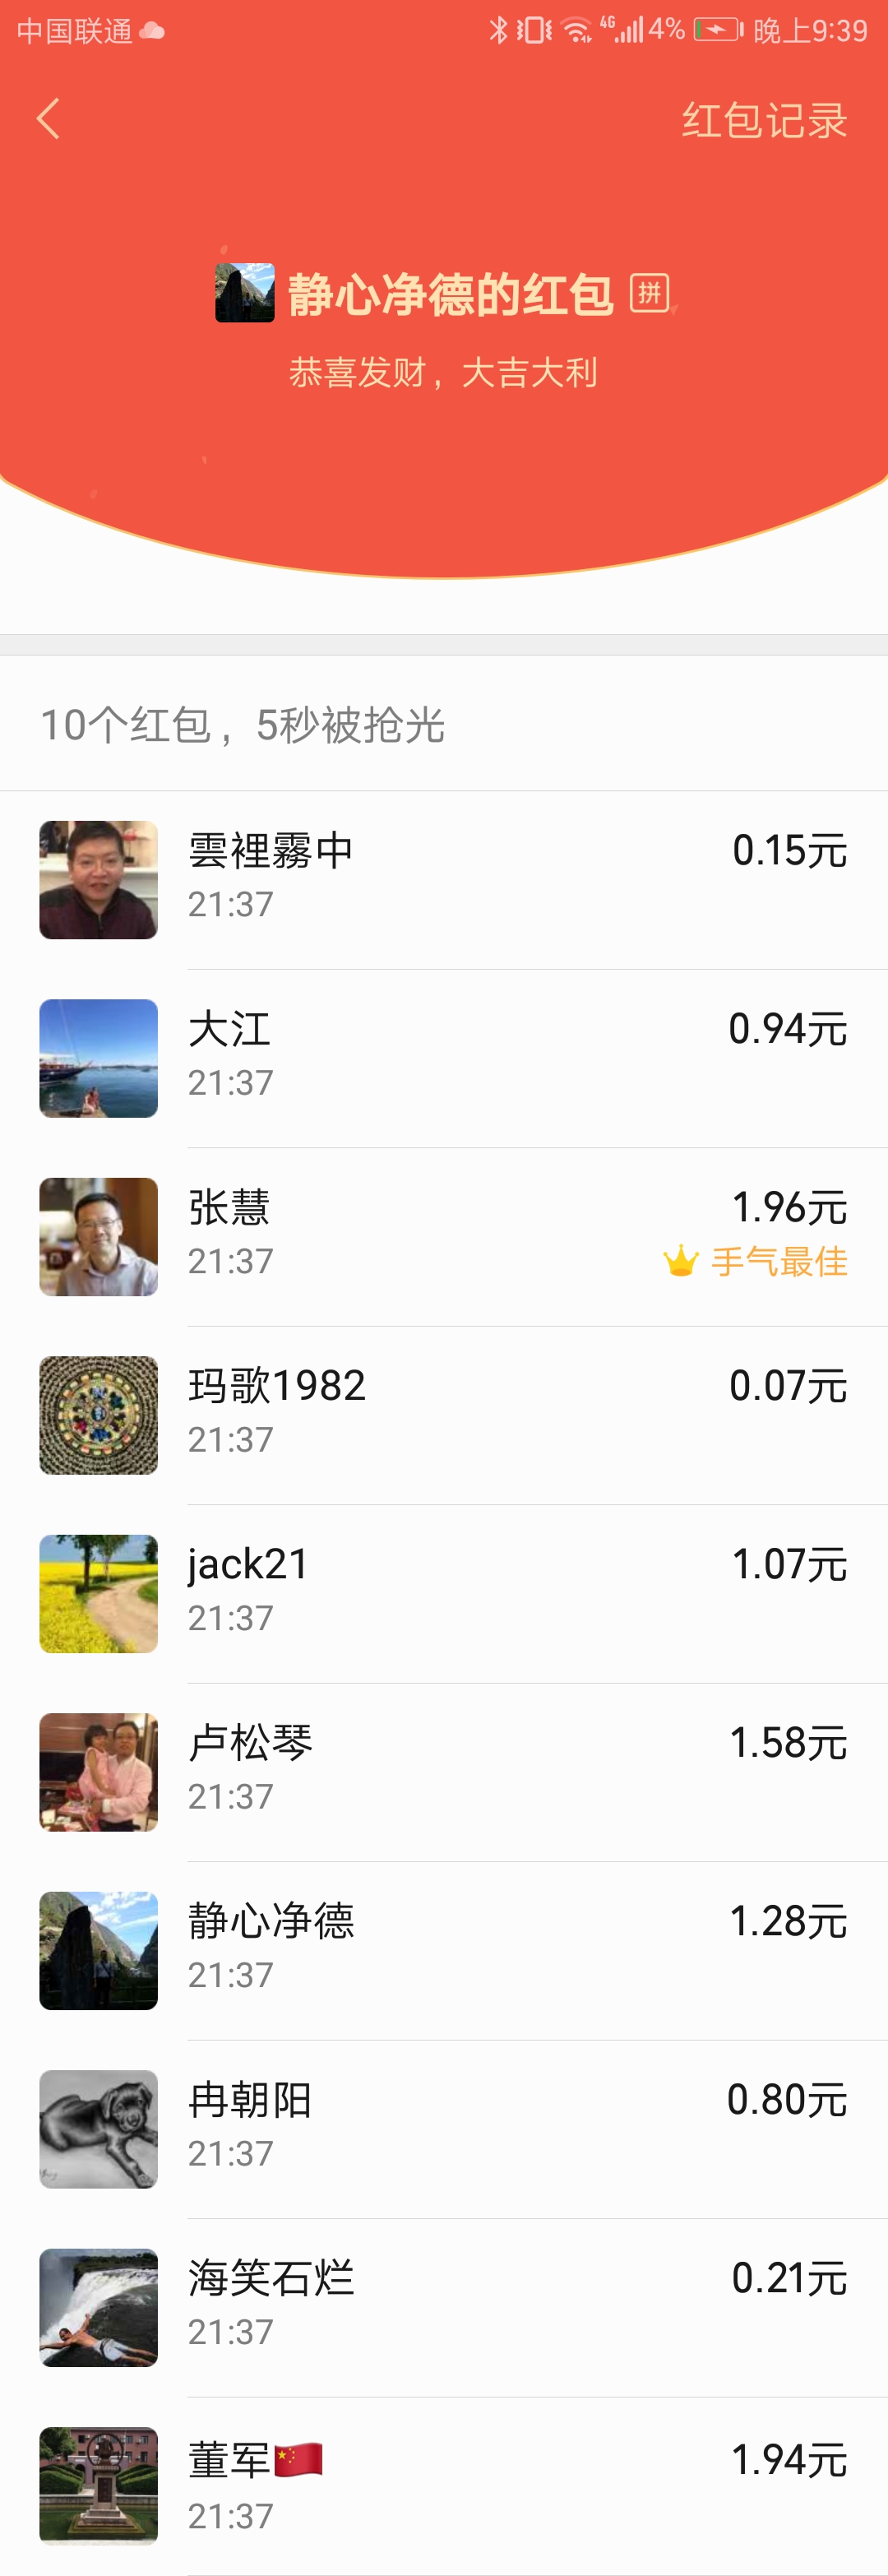 中国联通 4G 4% 晚上9:39
红包记录
静心净德的红包 拼
恭喜发财，大吉大利
10个红包，5秒被抢光
雲裡霧中 0.15元
21:37
大江 0.94元
21:37
张慧 1.96元
21:37 手气最佳
玛歌1982 0.07元
21:37
jack21 1.07元
21:37
卢松琴 1.58元
21:37
静心净德 1.28元
21:37
冉朝阳 0.80元
21:37
海笑石烂 0.21元
21:37
董军🇨🇳 1.94元
21:37